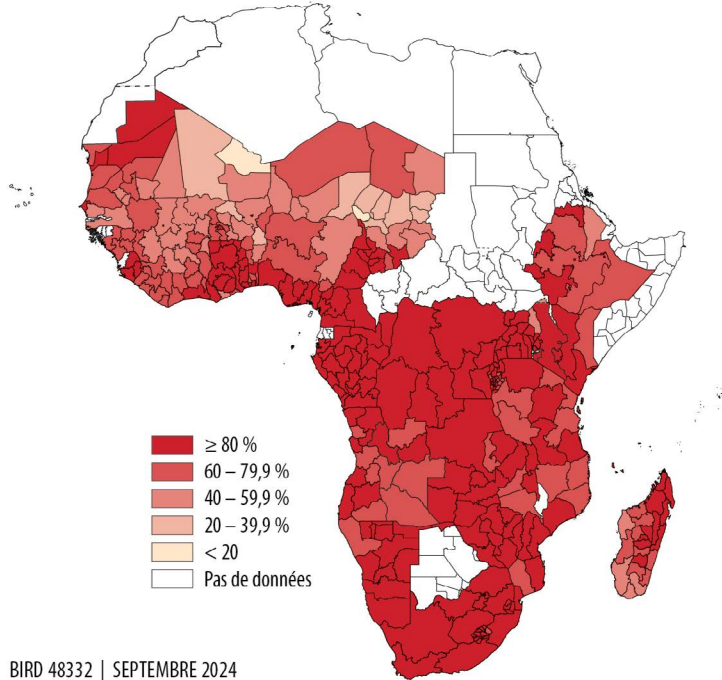 ≥ 80 %
60 – 79,9 %
40 – 59,9 %
20 – 39,9 %
< 20
Pas de données
BIRD 48332 | SEPTEMBRE 2024